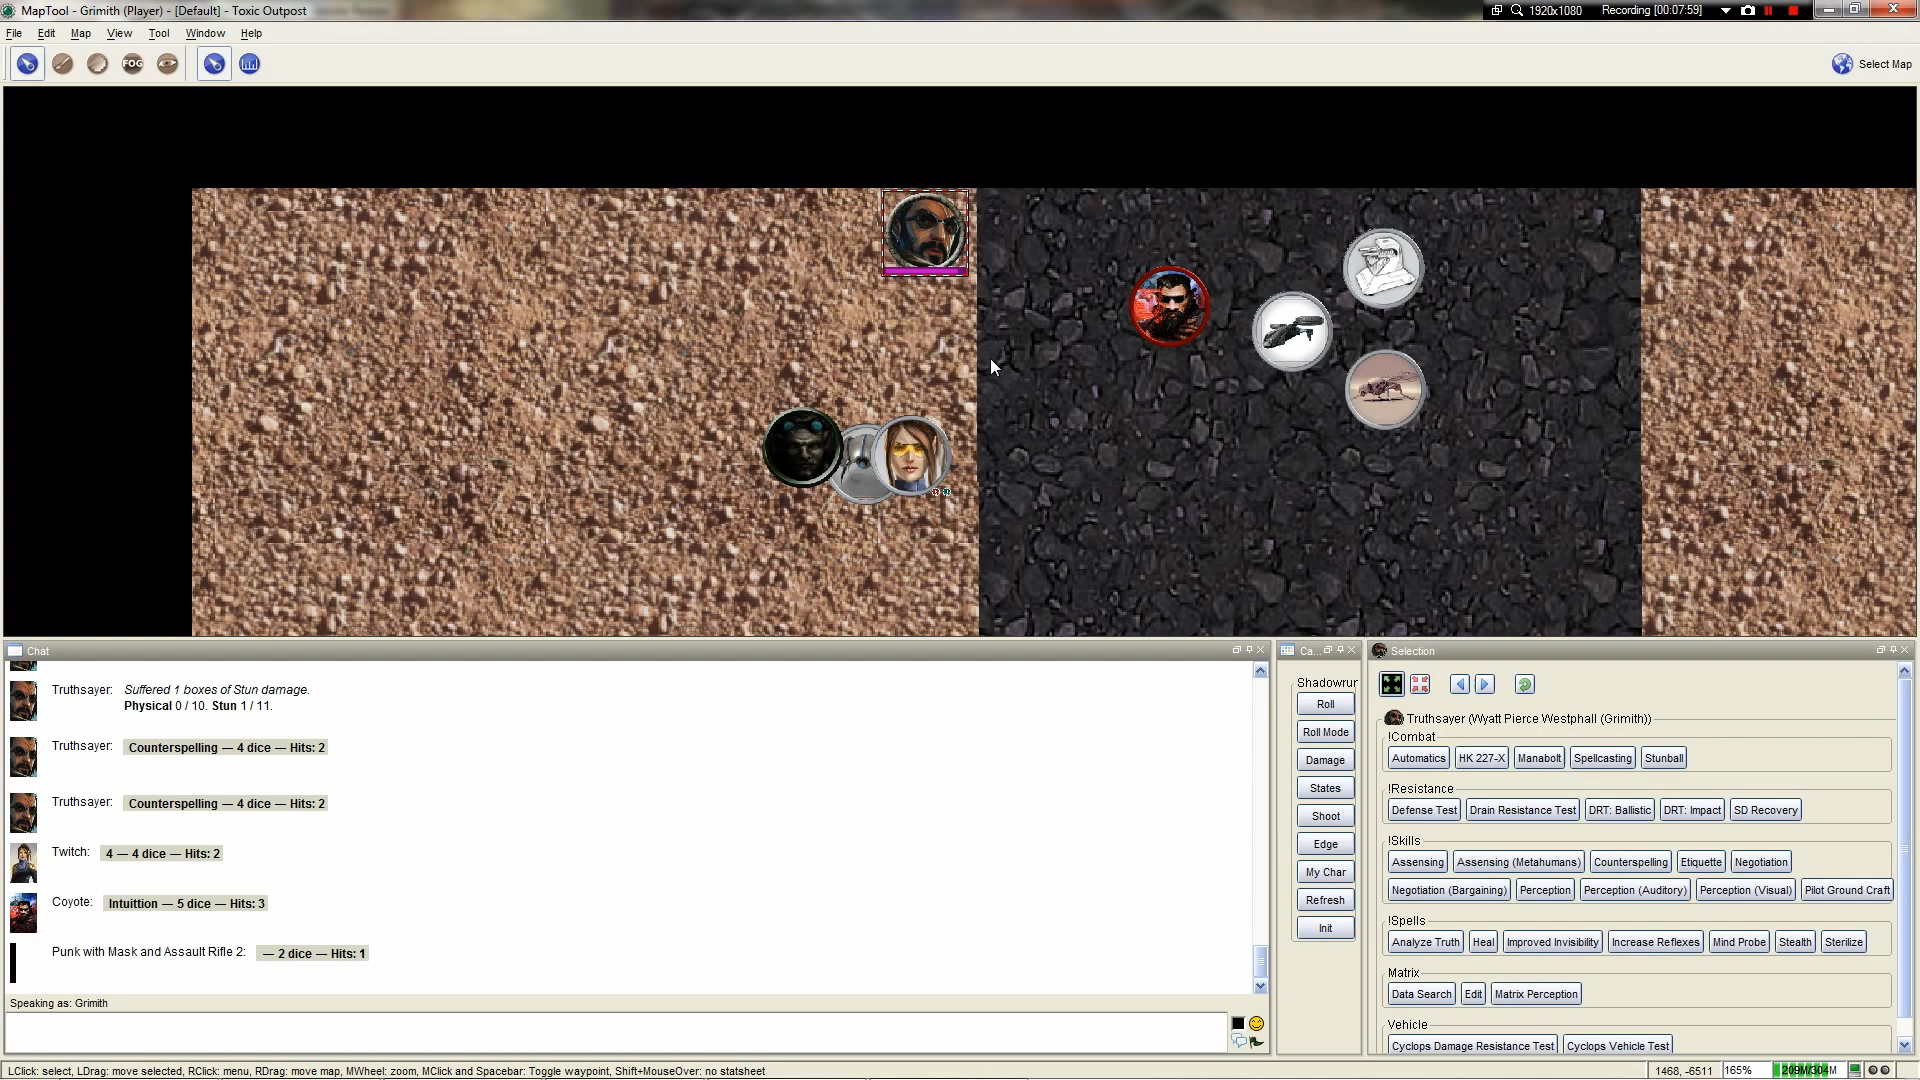 MapTool - Grimith (Player) - [Default] - Toxic Outpost
1920x1080
Recording [00:07:59]
File Edit Map View Tool Window Help
FOG
Select Map
Chat
Truthsayer: Suffered 1 boxes of Stun damage.
Physical 0 / 10. Stun 1 / 11.
Truthsayer: Counterspelling — 4 dice — Hits: 2
Truthsayer: Counterspelling — 4 dice — Hits: 2
Twitch: 4 — 4 dice — Hits: 2
Coyote: Intuittion — 5 dice — Hits: 3
Punk with Mask and Assault Rifle 2: — 2 dice — Hits: 1
Speaking as: Grimith
Ca...
Shadowrur
Roll
Roll Mode
Damage
States
Shoot
Edge
My Char
Refresh
Init
Selection
Truthsayer (Wyatt Pierce Westphall (Grimith))
!Combat
Automatics HK 227-X Manabolt Spellcasting Stunball
!Resistance
Defense Test Drain Resistance Test DRT: Ballistic DRT: Impact SD Recovery
!Skills
Assensing Assensing (Metahumans) Counterspelling Etiquette Negotiation
Negotiation (Bargaining) Perception Perception (Auditory) Perception (Visual) Pilot Ground Craft
!Spells
Analyze Truth Heal Improved Invisibility Increase Reflexes Mind Probe Stealth Sterilize
Matrix
Data Search Edit Matrix Perception
Vehicle
Cyclops Damage Resistance Test Cyclops Vehicle Test
LClick: select, LDrag: move selected, RClick: menu, RDrag: move map, MWheel: zoom, MClick and Spacebar: Toggle waypoint, Shift+MouseOver: no statsheet
1468, -6511
165%
209M/304M